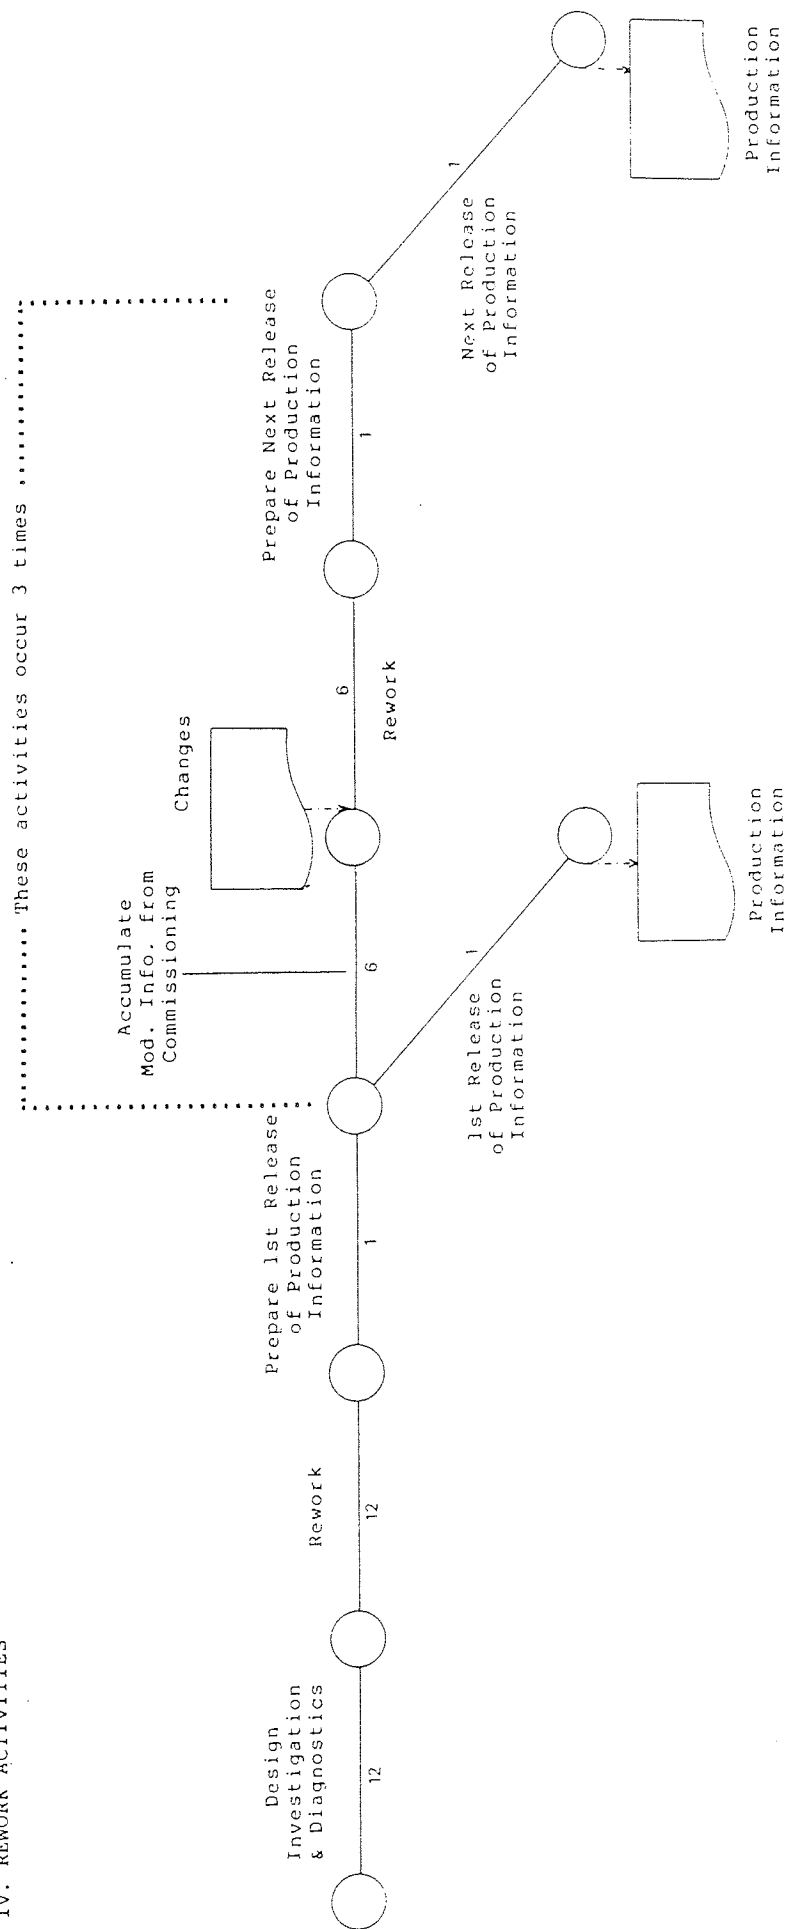 IV. REWORK ACTIVITIES
These activities occur 3 times
Design
Investigation
& Diagnostics
12
Rework
12
Prepare 1st Release
of Production
Information
1
1st Release
of Production
Information
1
Production
Information
Accumulate
Mod. Info. from
Commissioning
6
Changes
Rework
6
Prepare Next Release
of Production
Information
1
Next Release
of Production
Information
1
Production
Information